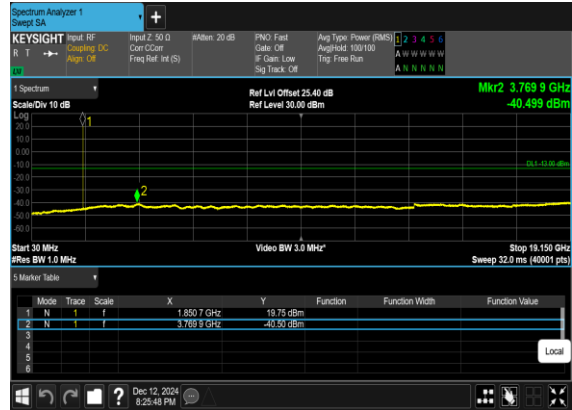 Spectrum Analyzer 1
Swept SA
+
KEYSIGHT Input: RF Input Z: 50 Ω #Atten: 20 dB PNO: Fast Avg Type: Power (RMS) 1 2 3 4 5 6
R T Coupling: DC Corr CCorr Gate: Off Avg|Hold: 100/100 A W W W W W
Align: Off Freq Ref: Int (S) IF Gain: Low Trig: Free Run
Sig Track: Off A N N N N N
1 Spectrum Ref Lvl Offset 25.40 dB Mkr2 3.769 9 GHz
Scale/Div 10 dB Ref Level 30.00 dBm -40.499 dBm
Log
1
20.0
10.0
0.00
-10.0
DL1 -13.00 dBm
-20.0
-30.0
2
-40.0
-50.0
-60.0
Start 30 MHz Video BW 3.0 MHz* Stop 19.150 GHz
#Res BW 1.0 MHz Sweep 32.0 ms (40001 pts)
5 Marker Table
Mode Trace Scale X Y Function Function Width Function Value
1 N 1 f 1.850 7 GHz 19.75 dBm
2 N 1 f 3.769 9 GHz -40.50 dBm
3
4
5
6
Local
? Dec 12, 2024
8:25:48 PM